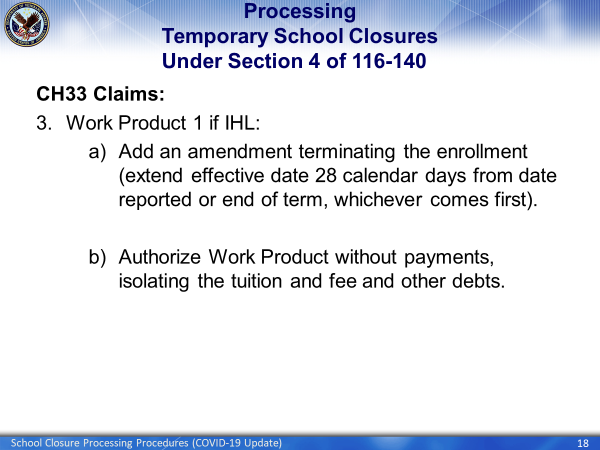 Processing
Temporary School Closures
Under Section 4 of 116-140
CH33 Claims:
3. Work Product 1 if IHL:
a) Add an amendment terminating the enrollment
(extend effective date 28 calendar days from date
reported or end of term, whichever comes first).
b) Authorize Work Product without payments,
isolating the tuition and fee and other debts.
School Closure Processing Procedures (COVID-19 Update)
18